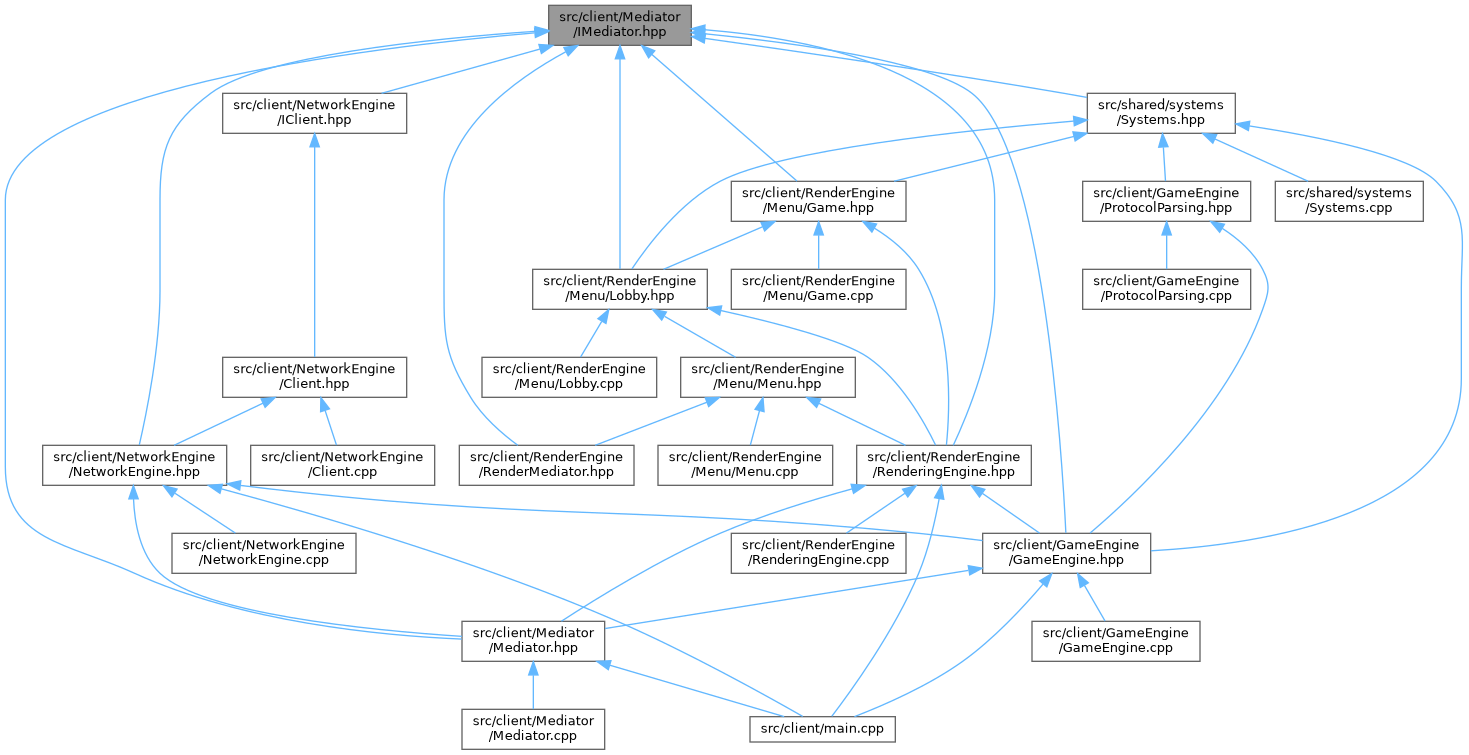 src/client/Mediator
/IMediator.hpp
src/client/NetworkEngine
/IClient.hpp
src/shared/systems
/Systems.hpp
src/client/RenderEngine
/Menu/Game.hpp
src/client/GameEngine
/ProtocolParsing.hpp
src/shared/systems
/Systems.cpp
src/client/RenderEngine
/Menu/Lobby.hpp
src/client/RenderEngine
/Menu/Game.cpp
src/client/GameEngine
/ProtocolParsing.cpp
src/client/NetworkEngine
/Client.hpp
src/client/RenderEngine
/Menu/Lobby.cpp
src/client/RenderEngine
/Menu/Menu.hpp
src/client/NetworkEngine
/NetworkEngine.hpp
src/client/NetworkEngine
/Client.cpp
src/client/RenderEngine
/RenderMediator.hpp
src/client/RenderEngine
/Menu/Menu.cpp
src/client/RenderEngine
/RenderingEngine.hpp
src/client/NetworkEngine
/NetworkEngine.cpp
src/client/RenderEngine
/RenderingEngine.cpp
src/client/GameEngine
/GameEngine.hpp
src/client/Mediator
/Mediator.hpp
src/client/GameEngine
/GameEngine.cpp
src/client/Mediator
/Mediator.cpp
src/client/main.cpp